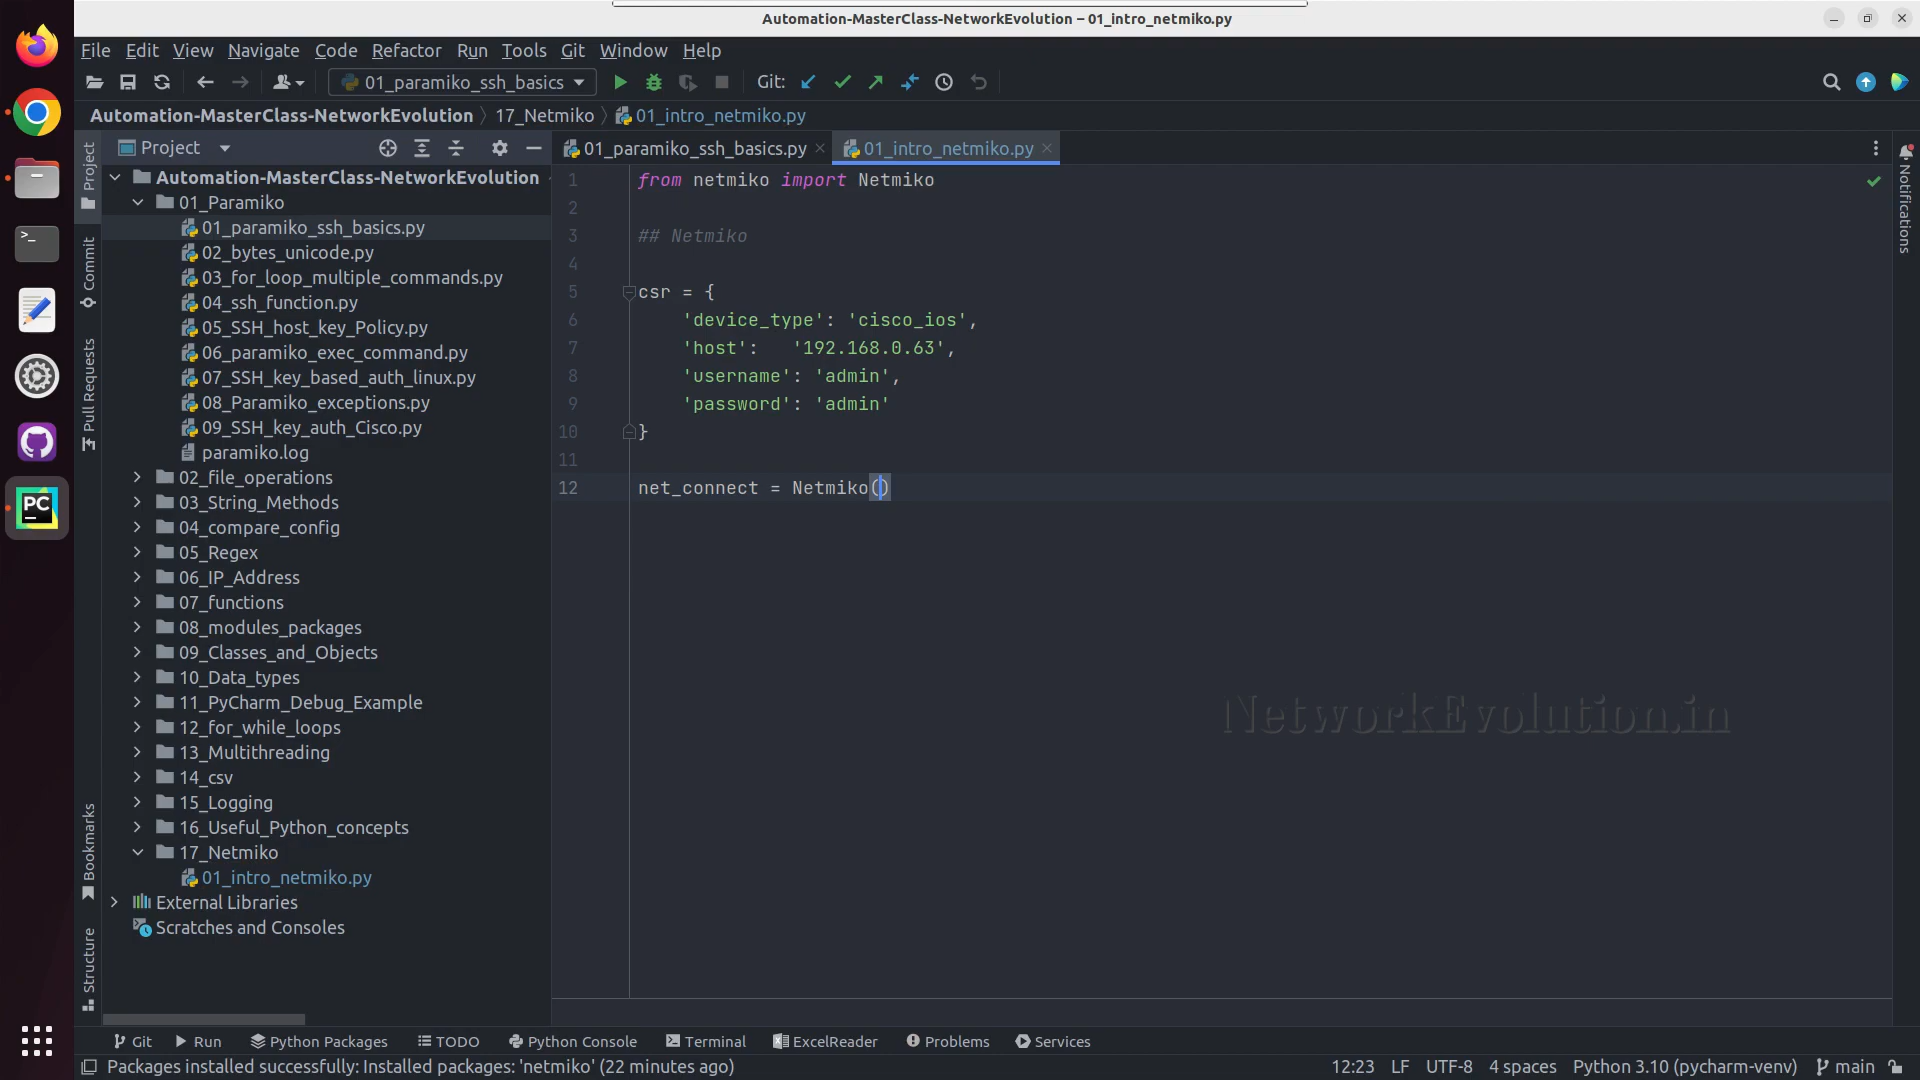 Automation-MasterClass-NetworkEvolution – 01_intro_netmiko.py
File Edit View Navigate Code Refactor Run Tools Git Window Help
01_paramiko_ssh_basics Git:
Automation-MasterClass-NetworkEvolution 17_Netmiko 01_intro_netmiko.py
Project
Commit
Pull Requests
Bookmarks
Structure
Project
Automation-MasterClass-NetworkEvolution
01_Paramiko
01_paramiko_ssh_basics.py
02_bytes_unicode.py
03_for_loop_multiple_commands.py
04_ssh_function.py
05_SSH_host_key_Policy.py
06_paramiko_exec_command.py
07_SSH_key_based_auth_linux.py
08_Paramiko_exceptions.py
09_SSH_key_auth_Cisco.py
paramiko.log
02_file_operations
03_String_Methods
04_compare_config
05_Regex
06_IP_Address
07_functions
08_modules_packages
09_Classes_and_Objects
10_Data_types
11_PyCharm_Debug_Example
12_for_while_loops
13_Multithreading
14_csv
15_Logging
16_Useful_Python_concepts
17_Netmiko
01_intro_netmiko.py
External Libraries
Scratches and Consoles
01_paramiko_ssh_basics.py 01_intro_netmiko.py
1 from netmiko import Netmiko
2
3 ## Netmiko
4
5 csr = {
6 'device_type': 'cisco_ios',
7 'host': '192.168.0.63',
8 'username': 'admin',
9 'password': 'admin'
10 }
11
12 net_connect = Netmiko()
NetworkEvolution.in
Notifications
PC
Git Run Python Packages TODO Python Console Terminal ExcelReader Problems Services
Packages installed successfully: Installed packages: 'netmiko' (22 minutes ago) 12:23 LF UTF-8 4 spaces Python 3.10 (pycharm-venv) main